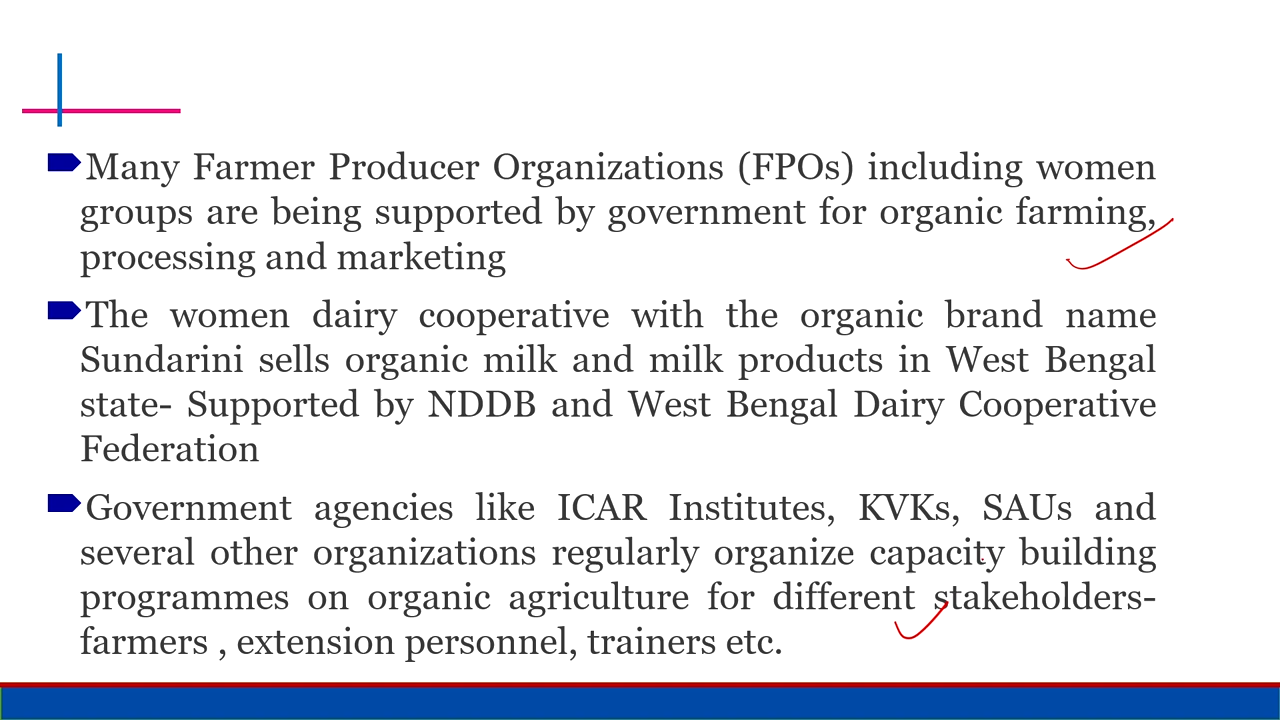 Many Farmer Producer Organizations (FPOs) including women
groups are being supported by government for organic farming,
processing and marketing
The women dairy cooperative with the organic brand name
Sundarini sells organic milk and milk products in West Bengal
state- Supported by NDDB and West Bengal Dairy Cooperative
Federation
Government agencies like ICAR Institutes, KVKs, SAUs and
several other organizations regularly organize capacity building
programmes on organic agriculture for different stakeholders-
farmers , extension personnel, trainers etc.